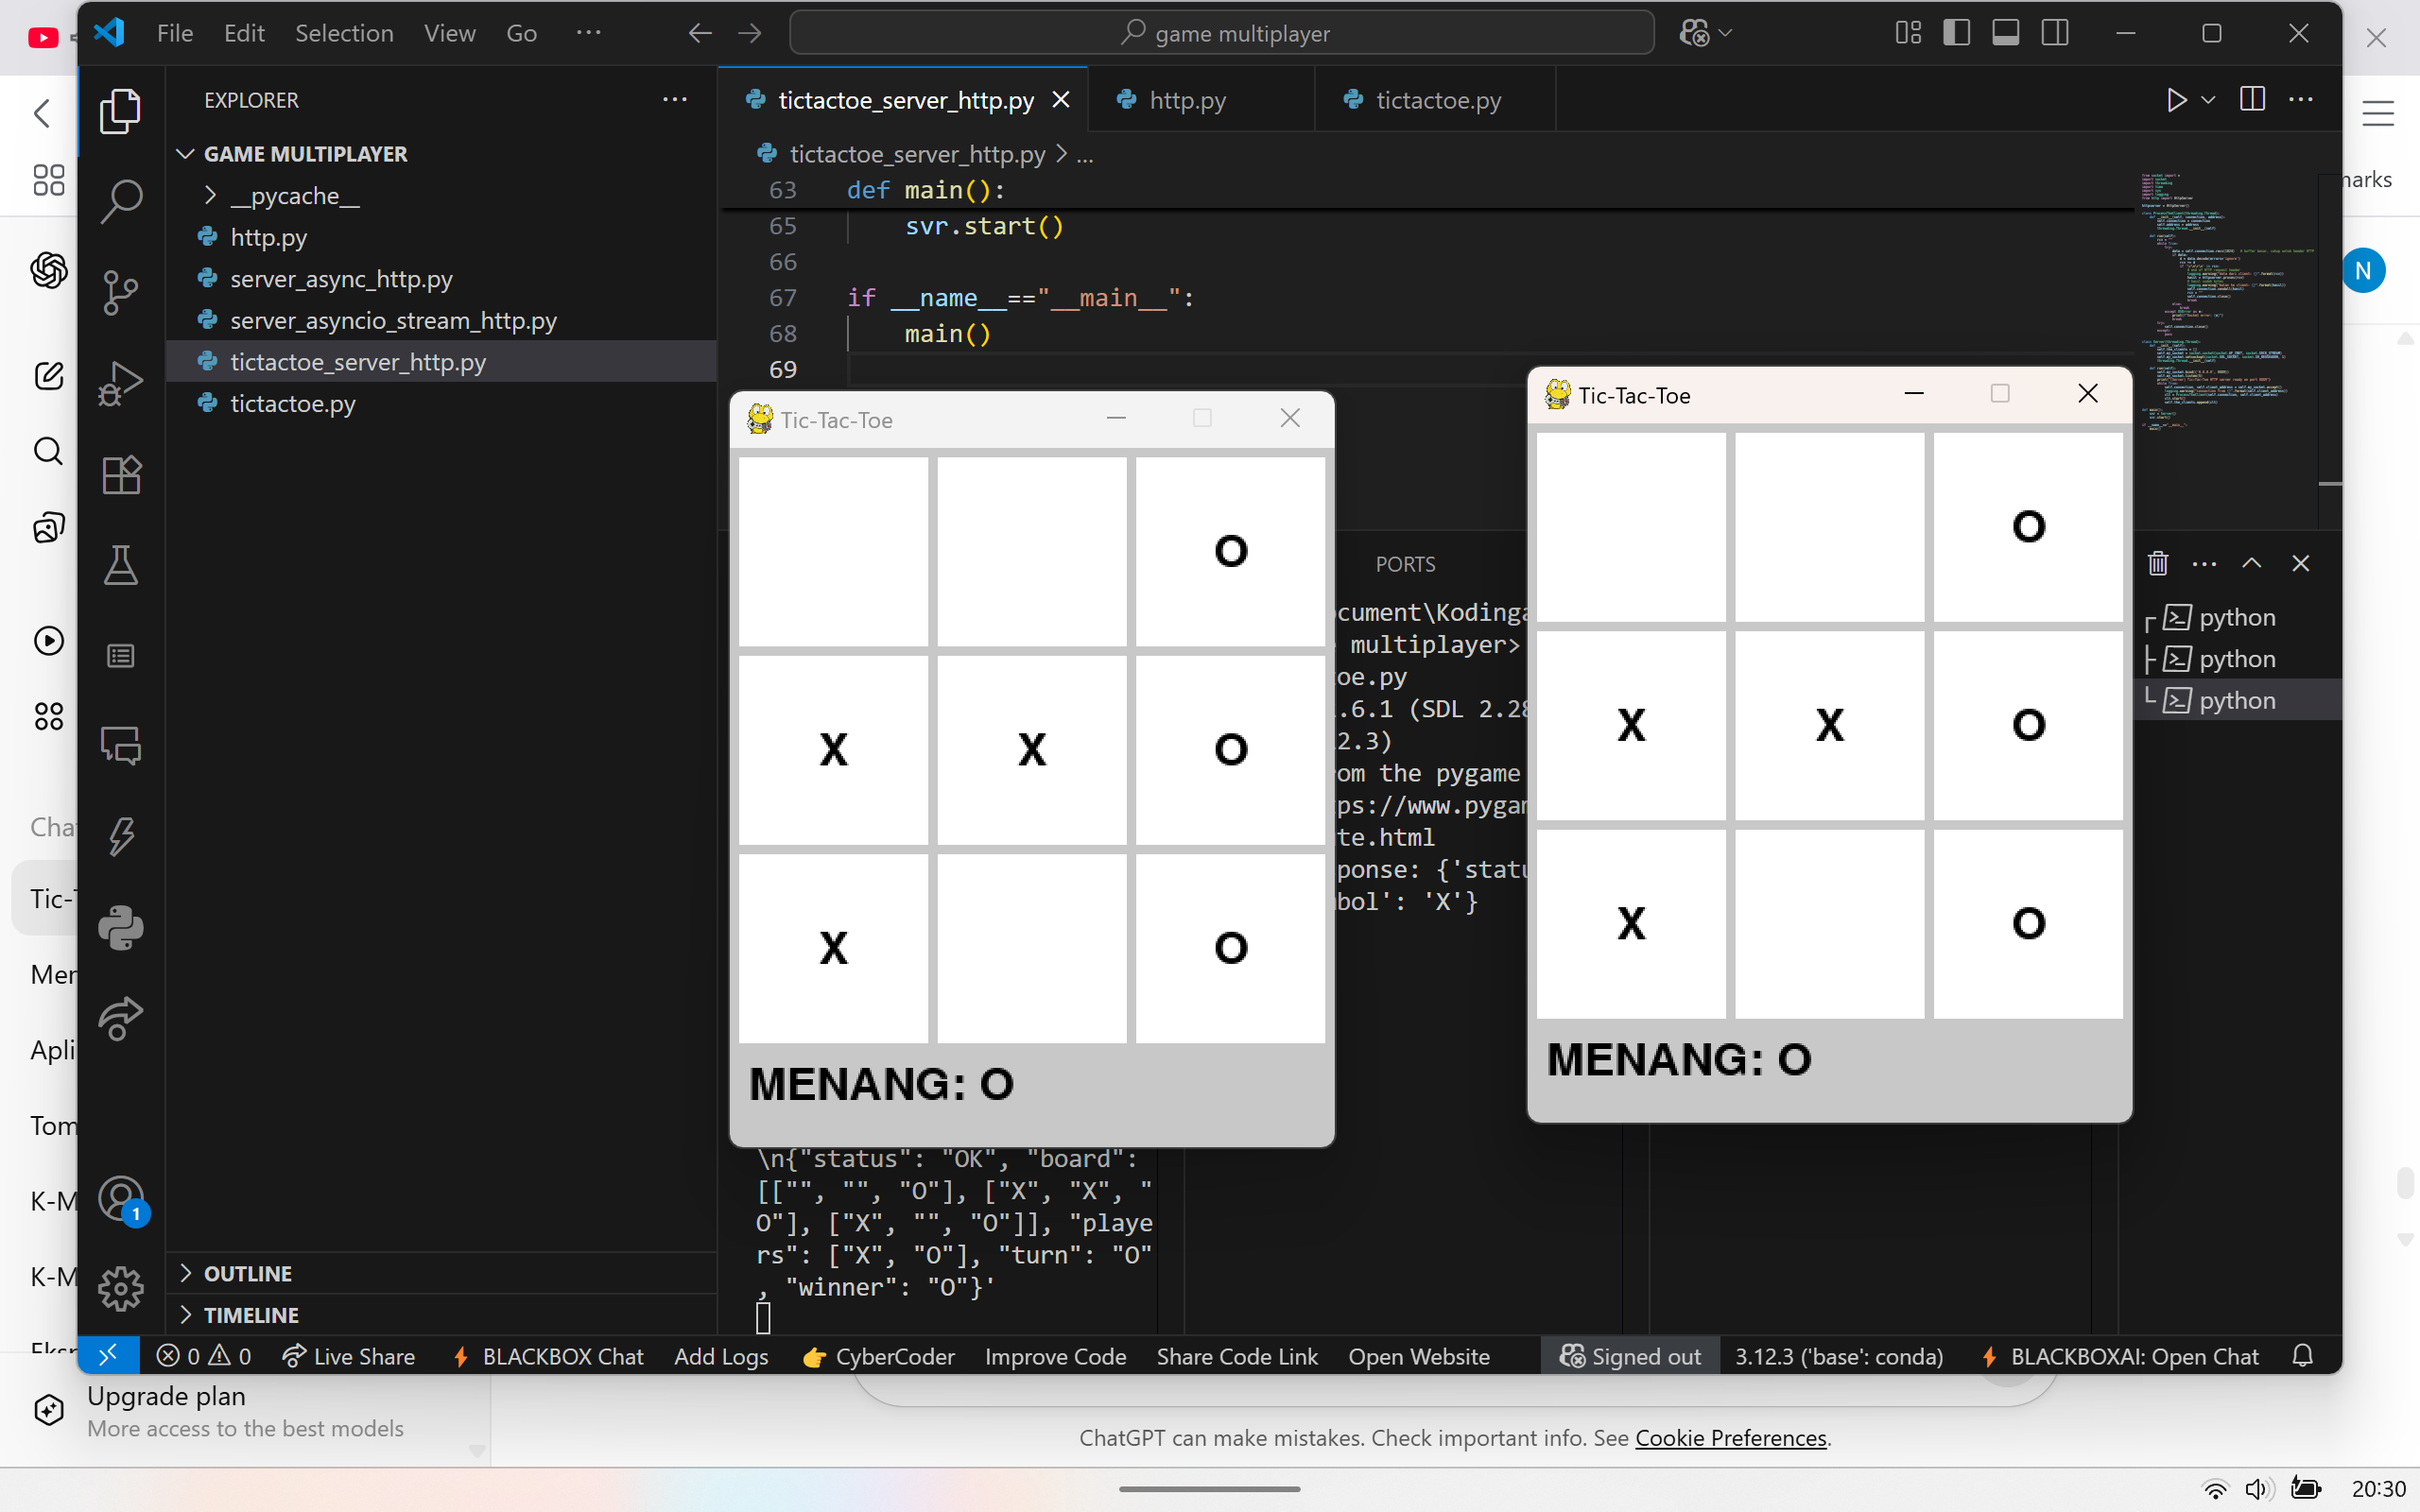 File Edit Selection View Go ···
game multiplayer
EXPLORER
GAME MULTIPLAYER
__pycache__
http.py
server_async_http.py
server_asyncio_stream_http.py
tictactoe_server_http.py
tictactoe.py
OUTLINE
TIMELINE
tictactoe_server_http.py
http.py
tictactoe.py
tictactoe_server_http.py > ...
63 def main():
65 svr.start()
66
67 if __name__=="__main__":
68 main()
69
Tic-Tac-Toe
O
X X O
X O
MENANG: O
Tic-Tac-Toe
O
X X O
X O
MENANG: O
PORTS
cument\Koding
multiplayer>
oe.py
.6.1 (SDL 2.28
2.3)
om the pygame
ps://www.pygam
te.html
ponse: {'statu
bol': 'X'}
\n{"status": "OK", "board":
[["", "", "O"], ["X", "X", "
O"], ["X", "", "O"]], "playe
rs": ["X", "O"], "turn": "O"
, "winner": "O"}'
python
python
python
0 0 Live Share BLACKBOX Chat Add Logs CyberCoder Improve Code Share Code Link Open Website Signed out 3.12.3 ('base': conda) BLACKBOXAI: Open Chat
1
marks
N
Cha
Tic-T
Mer
Apli
Tom
K-M
K-M
Eksp
Upgrade plan
More access to the best models
ChatGPT can make mistakes. Check important info. See Cookie Preferences.
20:30